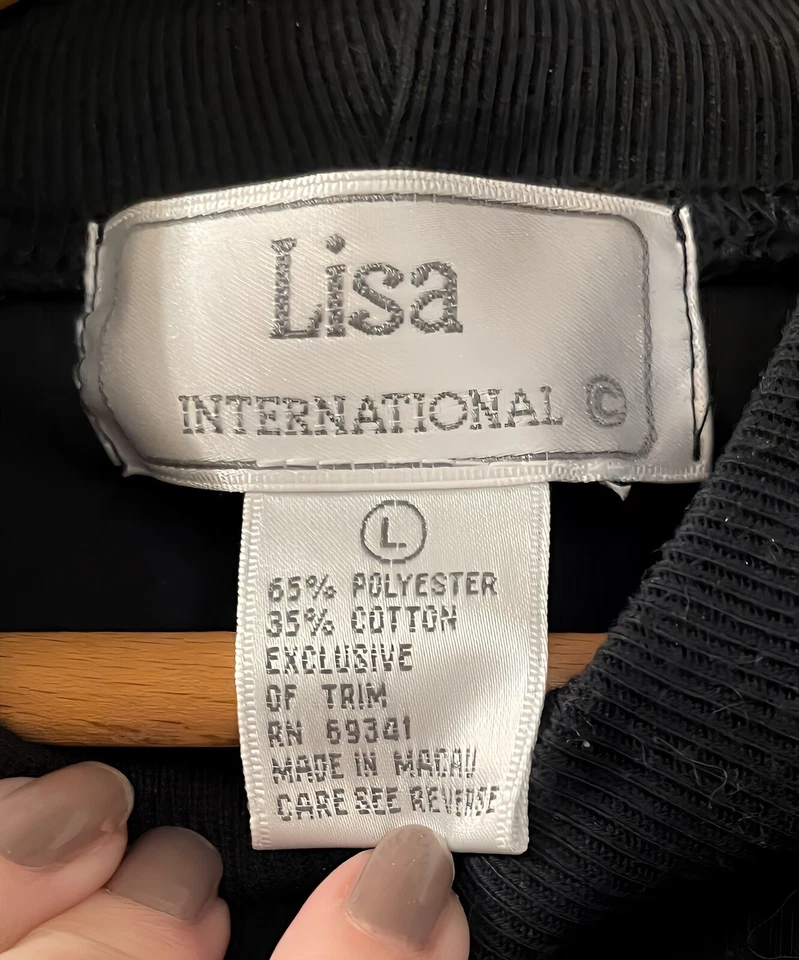 Lisa
INTERNATIONAL ©
L
65% POLYESTER
35% COTTON
EXCLUSIVE
OF TRIM
RN 69341
MADE IN MACAU
CARE SEE REVERSE